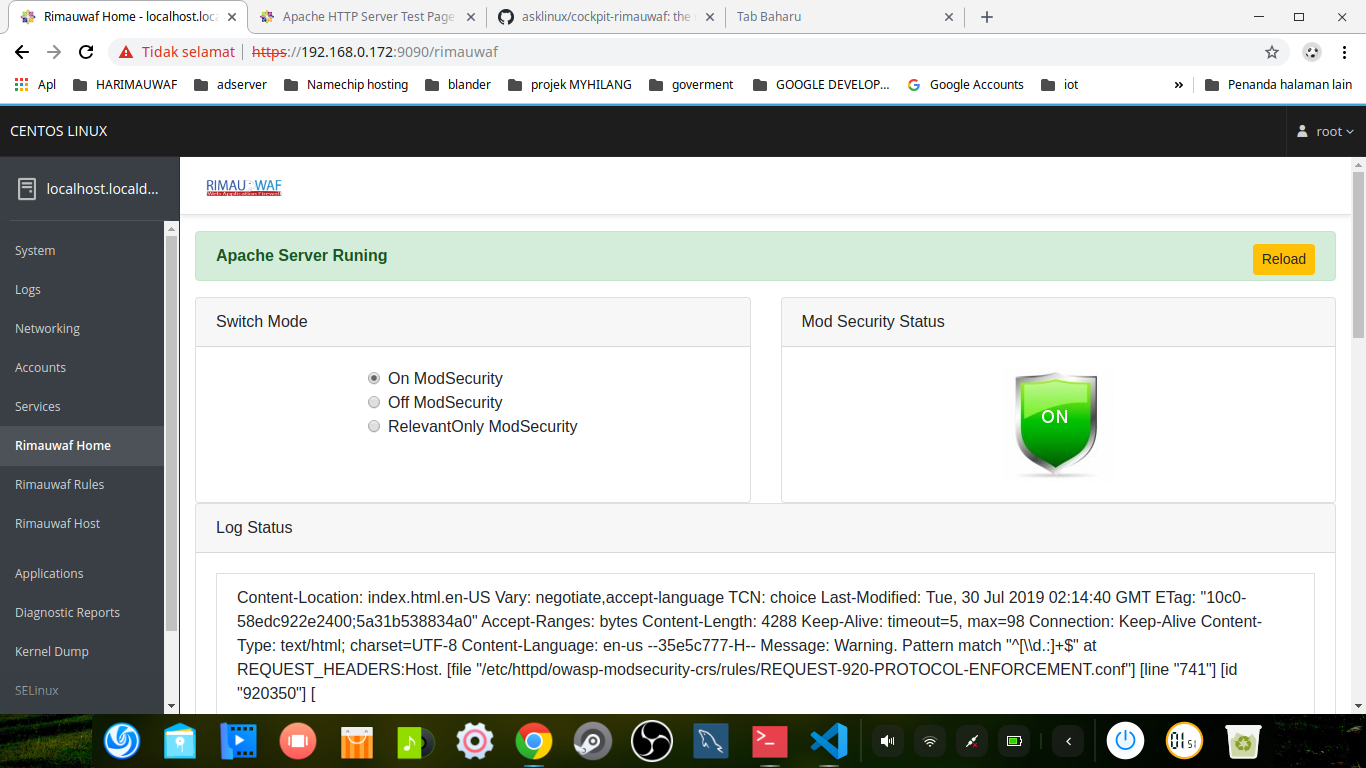 Rimauwaf Home - localhost.loca
Apache HTTP Server Test Page
asklinux/cockpit-rimauwaf: the
Tab Baharu
Tidak selamat
https://192.168.0.172:9090/rimauwaf
Apl
HARIMAUWAF
adserver
Namechip hosting
blander
projek MYHILANG
goverment
GOOGLE DEVELOP...
Google Accounts
iot
»
Penanda halaman lain
CENTOS LINUX
root
localhost.locald...
System
Logs
Networking
Accounts
Services
Rimauwaf Home
Rimauwaf Rules
Rimauwaf Host
Applications
Diagnostic Reports
Kernel Dump
SELinux
RIMAU:WAF
Web Application Firewall
Apache Server Runing
Reload
Switch Mode
On ModSecurity
Off ModSecurity
RelevantOnly ModSecurity
Mod Security Status
ON
Log Status
Content-Location: index.html.en-US Vary: negotiate,accept-language TCN: choice Last-Modified: Tue, 30 Jul 2019 02:14:40 GMT ETag: "10c0-
58edc922e2400;5a31b538834a0" Accept-Ranges: bytes Content-Length: 4288 Keep-Alive: timeout=5, max=98 Connection: Keep-Alive Content-
Type: text/html; charset=UTF-8 Content-Language: en-us --35e5c777-H-- Message: Warning. Pattern match "^[\\d.:]+$" at
REQUEST_HEADERS:Host. [file "/etc/httpd/owasp-modsecurity-crs/rules/REQUEST-920-PROTOCOL-ENFORCEMENT.conf"] [line "741"] [id
"920350"] [
01 51